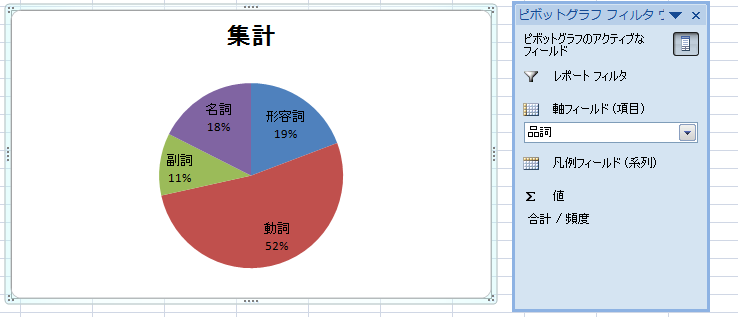 集計
名詞
18%
形容詞
19%
副詞
11%
動詞
52%
ピボットグラフ フィルタ ウ
ピボットグラフのアクティブな
フィールド
レポート フィルタ
軸フィールド (項目)
品詞
凡例フィールド (系列)
Σ 値
合計 / 頻度